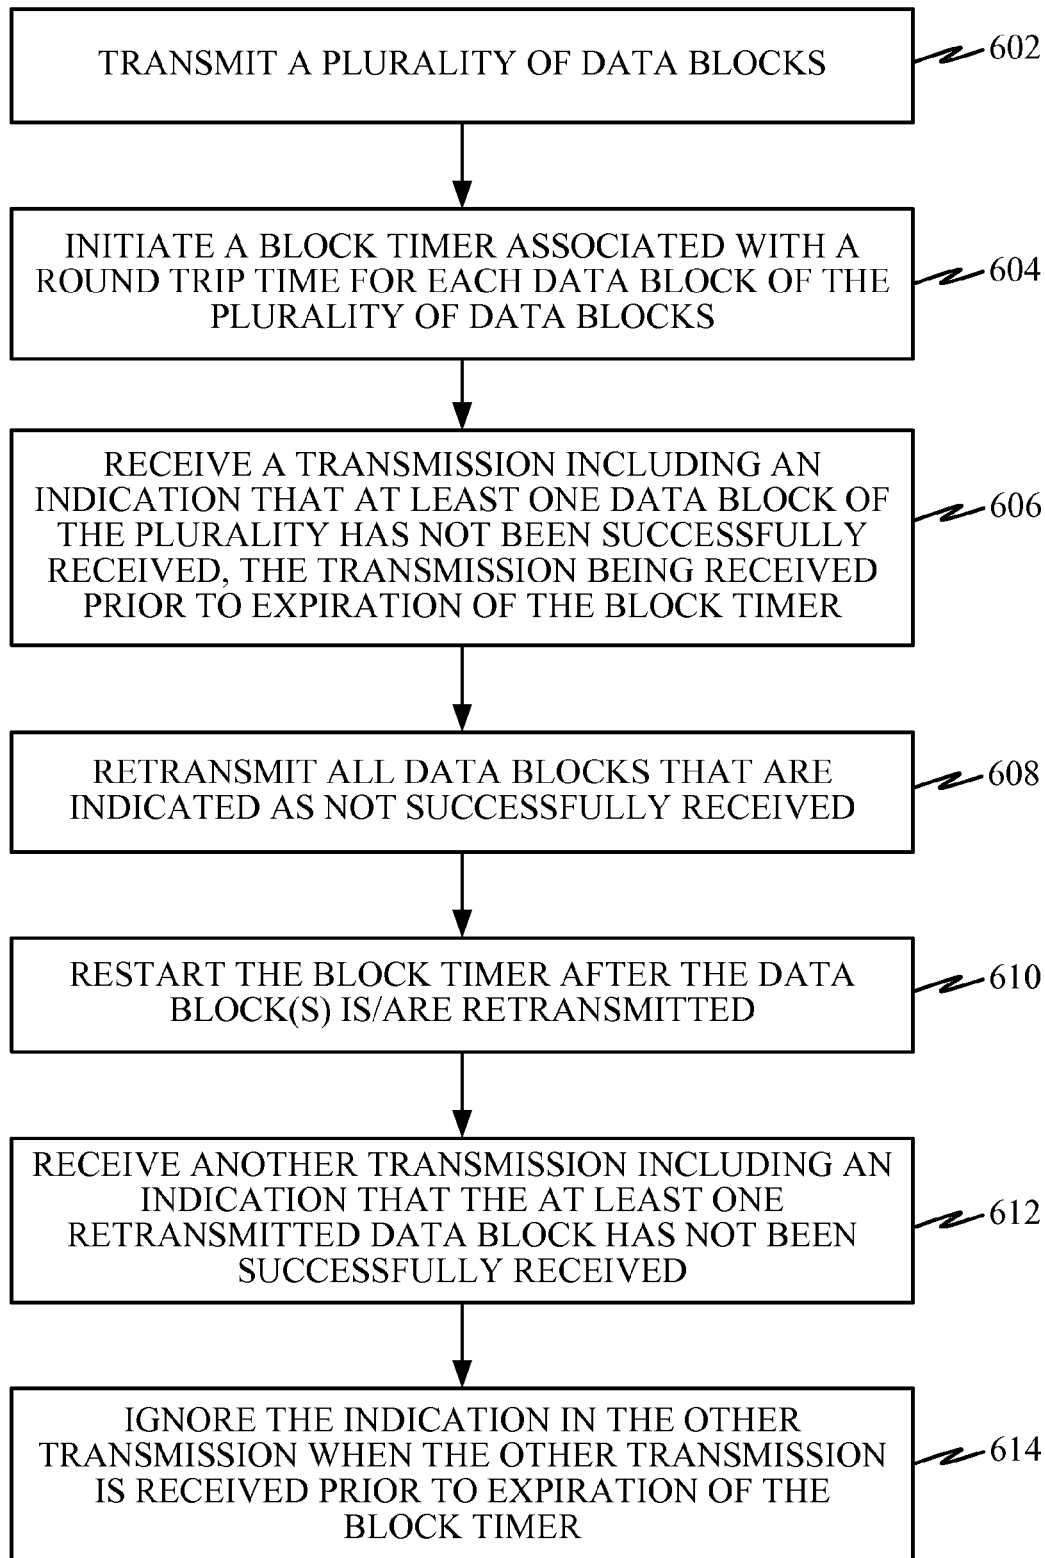 TRANSMIT A PLURALITY OF DATA BLOCKS
602
INITIATE A BLOCK TIMER ASSOCIATED WITH A
ROUND TRIP TIME FOR EACH DATA BLOCK OF THE
PLURALITY OF DATA BLOCKS
604
RECEIVE A TRANSMISSION INCLUDING AN
INDICATION THAT AT LEAST ONE DATA BLOCK OF
THE PLURALITY HAS NOT BEEN SUCCESSFULLY
RECEIVED, THE TRANSMISSION BEING RECEIVED
PRIOR TO EXPIRATION OF THE BLOCK TIMER
606
RETRANSMIT ALL DATA BLOCKS THAT ARE
INDICATED AS NOT SUCCESSFULLY RECEIVED
608
RESTART THE BLOCK TIMER AFTER THE DATA
BLOCK(S) IS/ARE RETRANSMITTED
610
RECEIVE ANOTHER TRANSMISSION INCLUDING AN
INDICATION THAT THE AT LEAST ONE
RETRANSMITTED DATA BLOCK HAS NOT BEEN
SUCCESSFULLY RECEIVED
612
IGNORE THE INDICATION IN THE OTHER
TRANSMISSION WHEN THE OTHER TRANSMISSION
IS RECEIVED PRIOR TO EXPIRATION OF THE
BLOCK TIMER
614